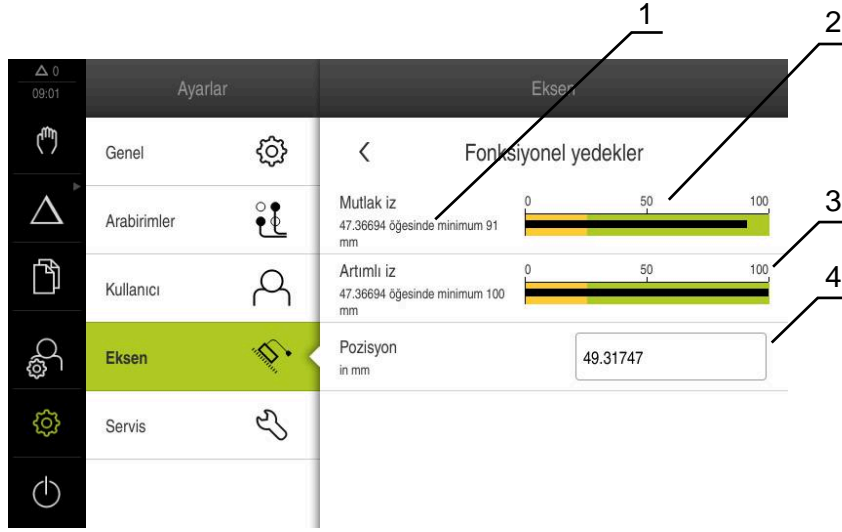 1
2
△ 0
09:01
Ayarlar
Eksen
Genel
Fonksiyonel yedekler
Mutlak iz
47.36694 öğesinde minimum 91
mm
0 50 100
3
Arabirimler
Artımlı iz
47.36694 öğesinde minimum 100
mm
0 50 100
4
Kullanıcı
Eksen
Pozisyon
in mm
49.31747
Servis